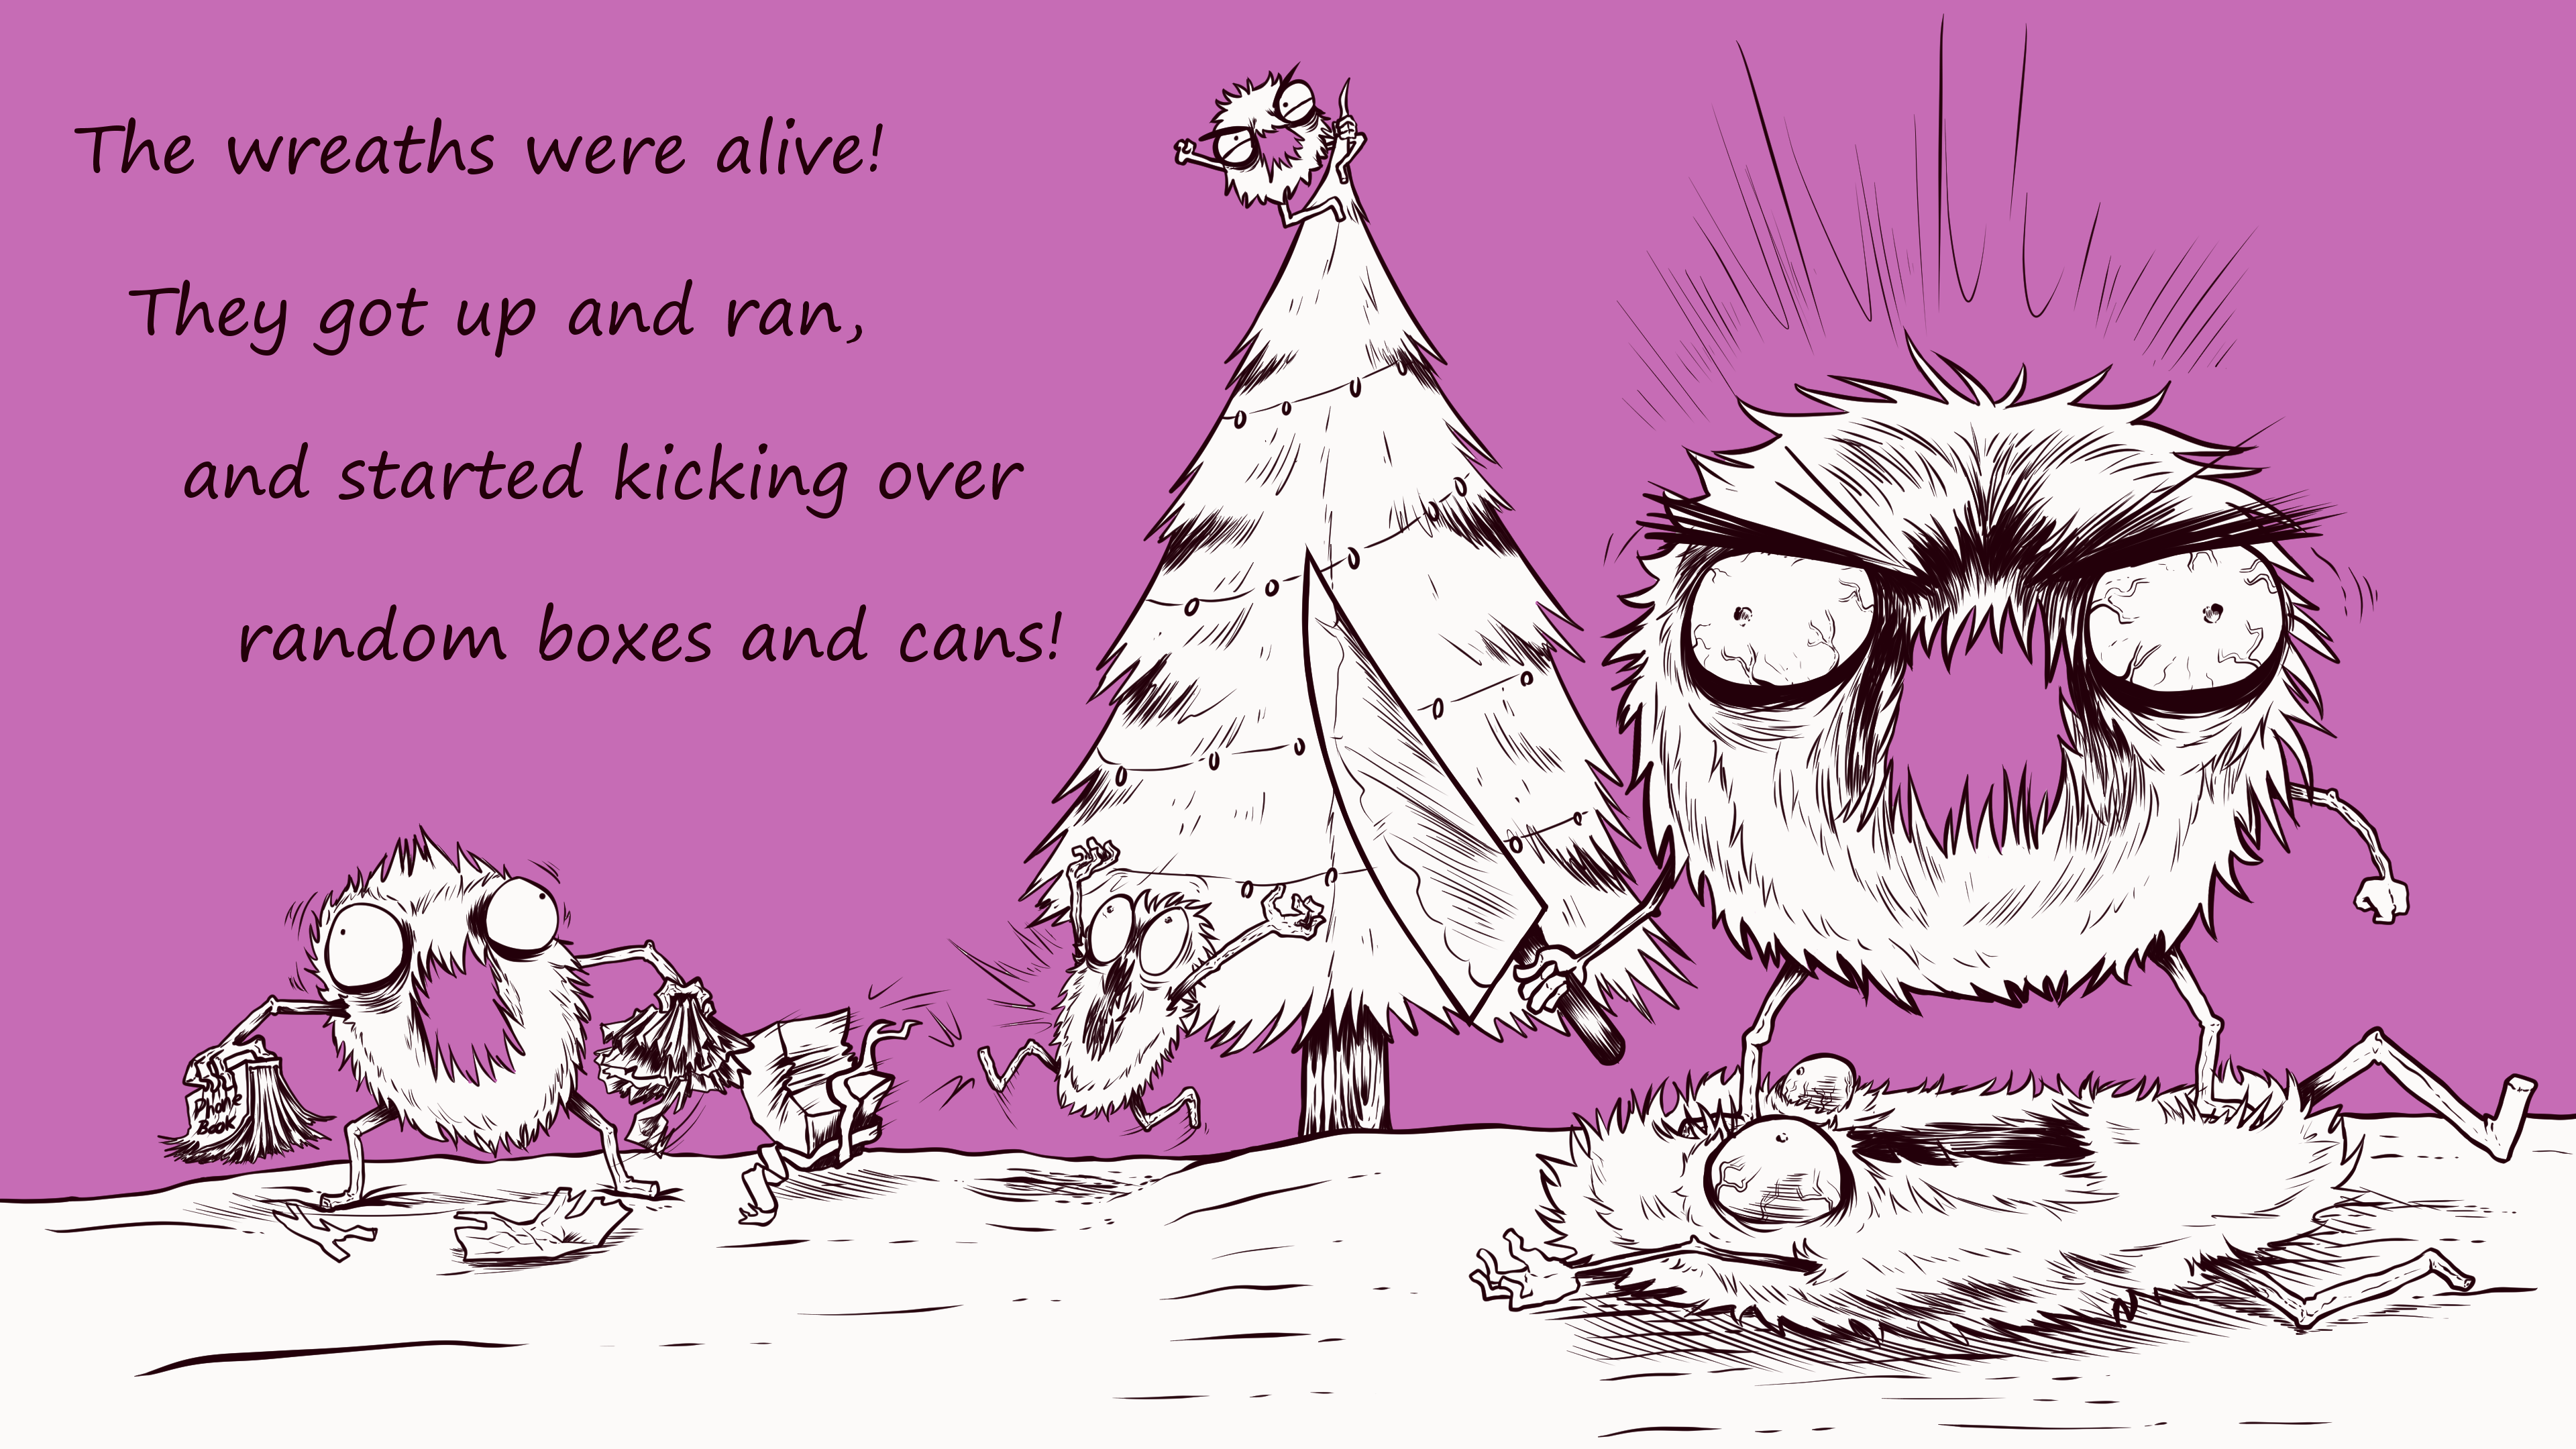 The wreaths were alive!
They got up and ran,
and started kicking over
random boxes and cans!
Phone
Book